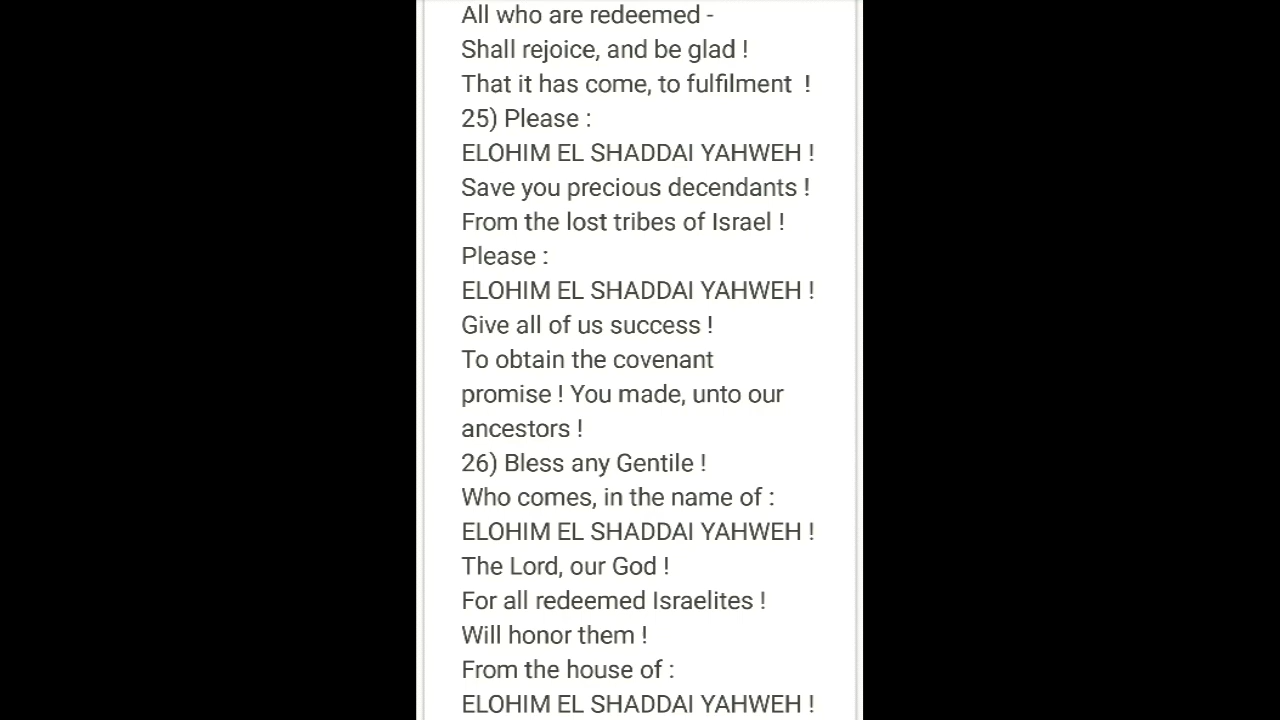 All who are redeemed -
Shall rejoice, and be glad !
That it has come, to fulfilment  !
25) Please :
ELOHIM EL SHADDAI YAHWEH !
Save you precious decendants !
From the lost tribes of Israel !
Please :
ELOHIM EL SHADDAI YAHWEH !
Give all of us success !
To obtain the covenant
promise ! You made, unto our
ancestors !
26) Bless any Gentile !
Who comes, in the name of :
ELOHIM EL SHADDAI YAHWEH !
The Lord, our God !
For all redeemed Israelites !
Will honor them !
From the house of :
ELOHIM EL SHADDAI YAHWEH !